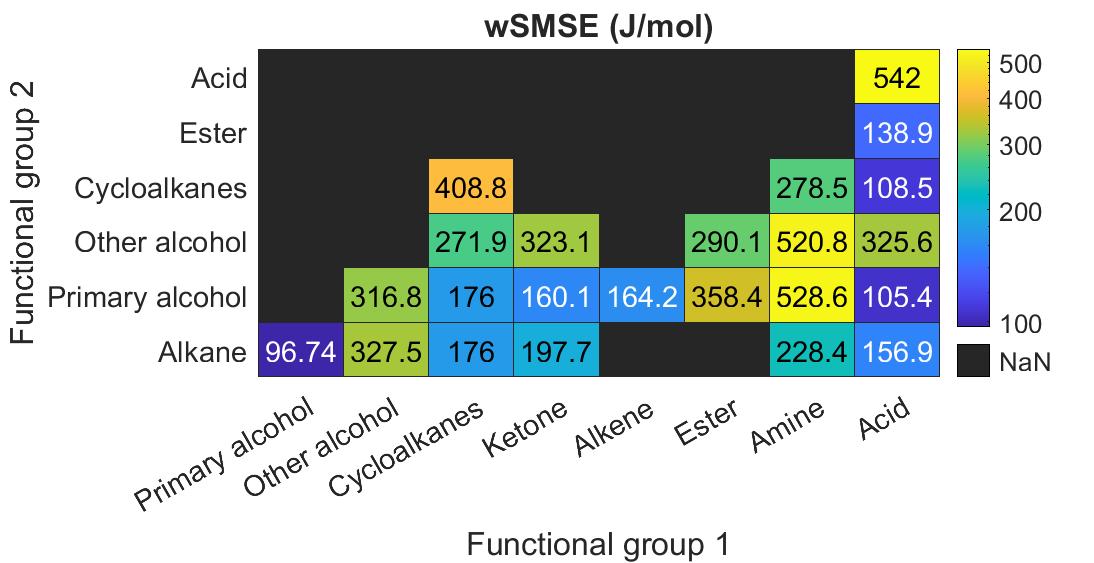 wSMSE (J/mol)
Functional group 2
Acid 542
Ester 138.9
Cycloalkanes 408.8 278.5 108.5
Other alcohol 271.9 323.1 290.1 520.8 325.6
Primary alcohol 316.8 176 160.1 164.2 358.4 528.6 105.4
Alkane 96.74 327.5 176 197.7 228.4 156.9
500
400
300
200
100
NaN
Primary alcohol
Other alcohol
Cycloalkanes
Ketone
Alkene
Ester
Amine
Acid
Functional group 1